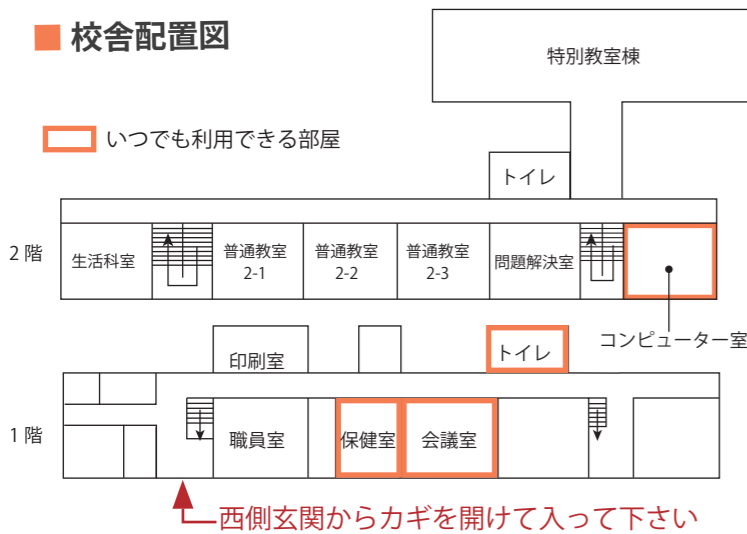 校舎配置図
特別教室棟
いつでも利用できる部屋
トイレ
2 階
生活科室
普通教室
2-1
普通教室
2-2
普通教室
2-3
問題解決室
コンピューター室
印刷室
トイレ
1 階
職員室
保健室
会議室
西側玄関からカギを開けて入って下さい